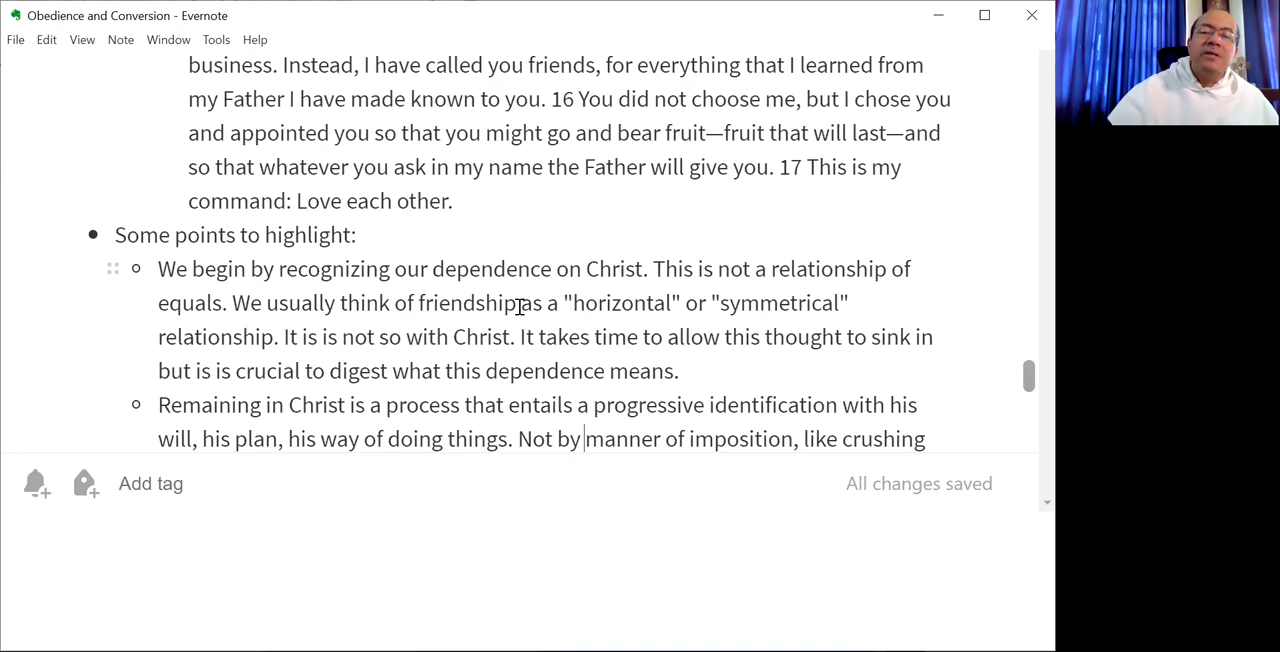 Obedience and Conversion - Evernote
File Edit View Note Window Tools Help
business. Instead, I have called you friends, for everything that I learned from
my Father I have made known to you. 16 You did not choose me, but I chose you
and appointed you so that you might go and bear fruit—fruit that will last—and
so that whatever you ask in my name the Father will give you. 17 This is my
command: Love each other.
Some points to highlight:
We begin by recognizing our dependence on Christ. This is not a relationship of
equals. We usually think of friendship as a "horizontal" or "symmetrical"
relationship. It is is not so with Christ. It takes time to allow this thought to sink in
but is is crucial to digest what this dependence means.
Remaining in Christ is a process that entails a progressive identification with his
will, his plan, his way of doing things. Not by manner of imposition, like crushing
Add tag
All changes saved